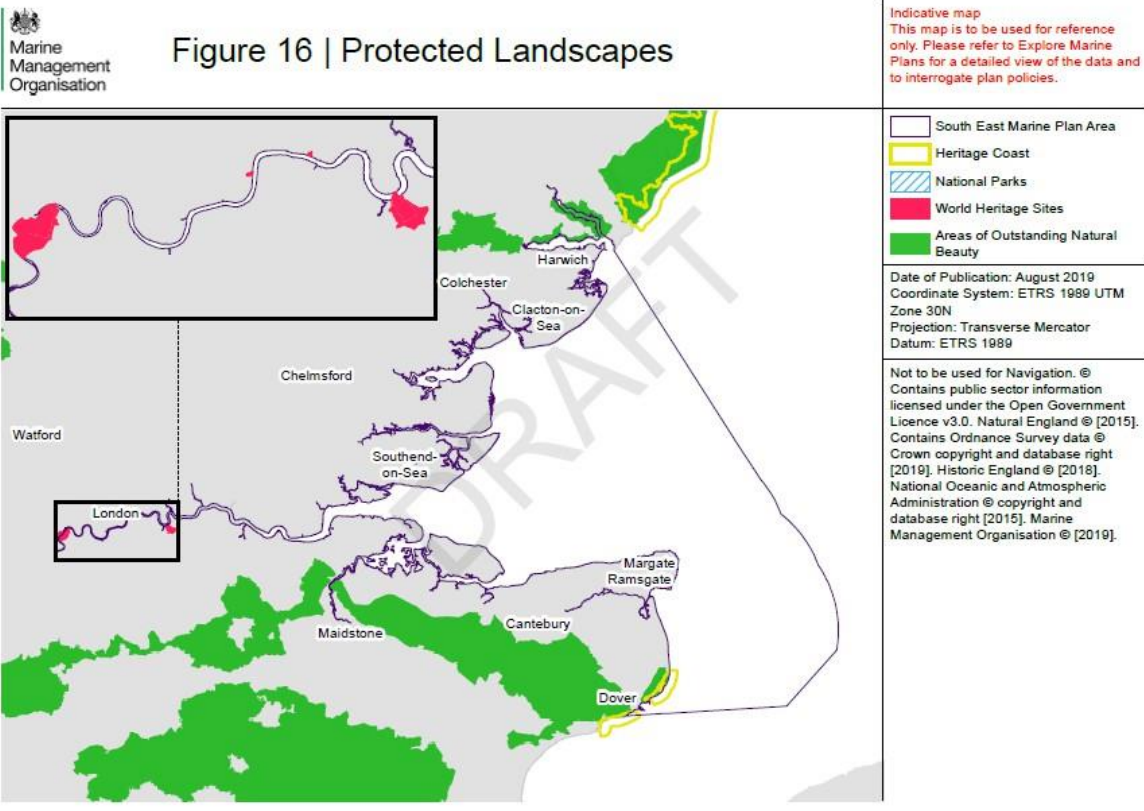 Marine
Management
Organisation
Figure 16 | Protected Landscapes
Indicative map
This map is to be used for reference
only. Please refer to Explore Marine
Plans for a detailed view of the data and
to interrogate plan policies.
South East Marine Plan Area
Heritage Coast
National Parks
World Heritage Sites
Areas of Outstanding Natural
Beauty
Date of Publication: August 2019
Coordinate System: ETRS 1989 UTM
Zone 30N
Projection: Transverse Mercator
Datum: ETRS 1989
Not to be used for Navigation. ©
Contains public sector information
licensed under the Open Government
Licence v3.0. Natural England © [2015].
Contains Ordnance Survey data ©
Crown copyright and database right
[2019]. Historic England © [2018].
National Oceanic and Atmospheric
Administration © copyright and
database right [2015]. Marine
Management Organisation © [2019].
Harwich
Colchester
Clacton-on-
Sea
Chelmsford
Watford
Southend-
on-Sea
London
Margate
Ramsgate
Cantebury
Maidstone
Dover
DRAFT